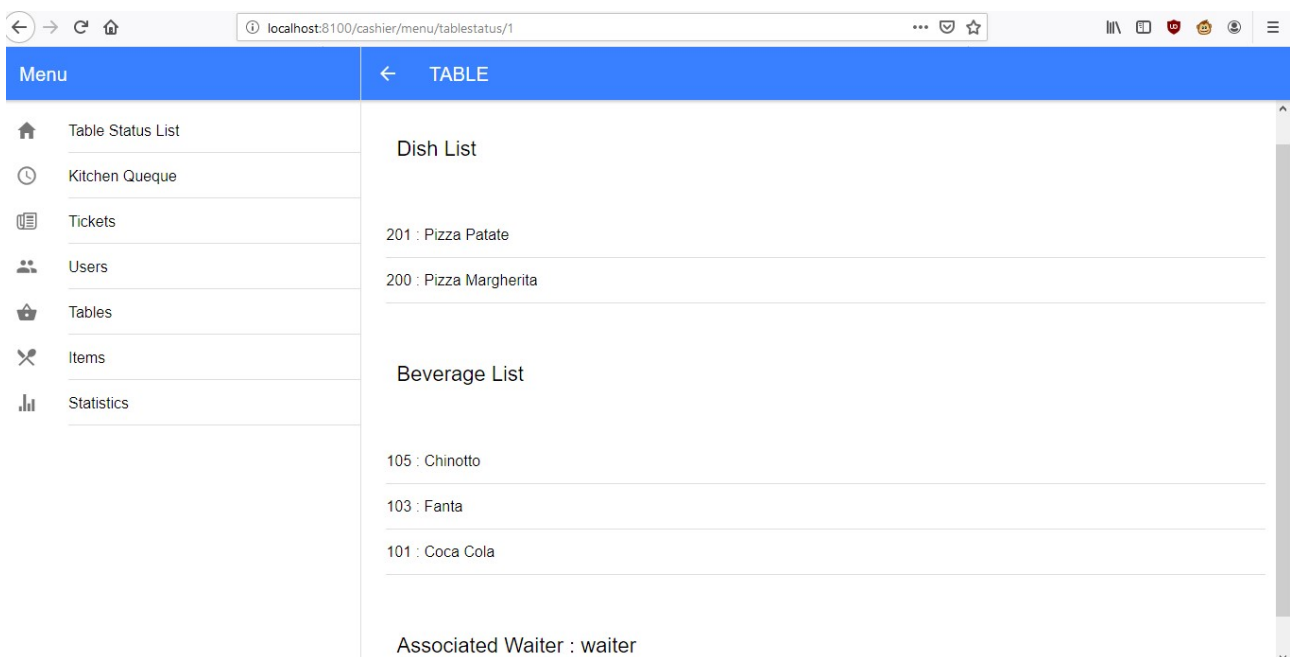 localhost:8100/cashier/menu/tablestatus/1
Menu
TABLE
Table Status List
Kitchen Queque
Tickets
Users
Tables
Items
Statistics
Dish List
201 : Pizza Patate
200 : Pizza Margherita
Beverage List
105 : Chinotto
103 : Fanta
101 : Coca Cola
Associated Waiter : waiter